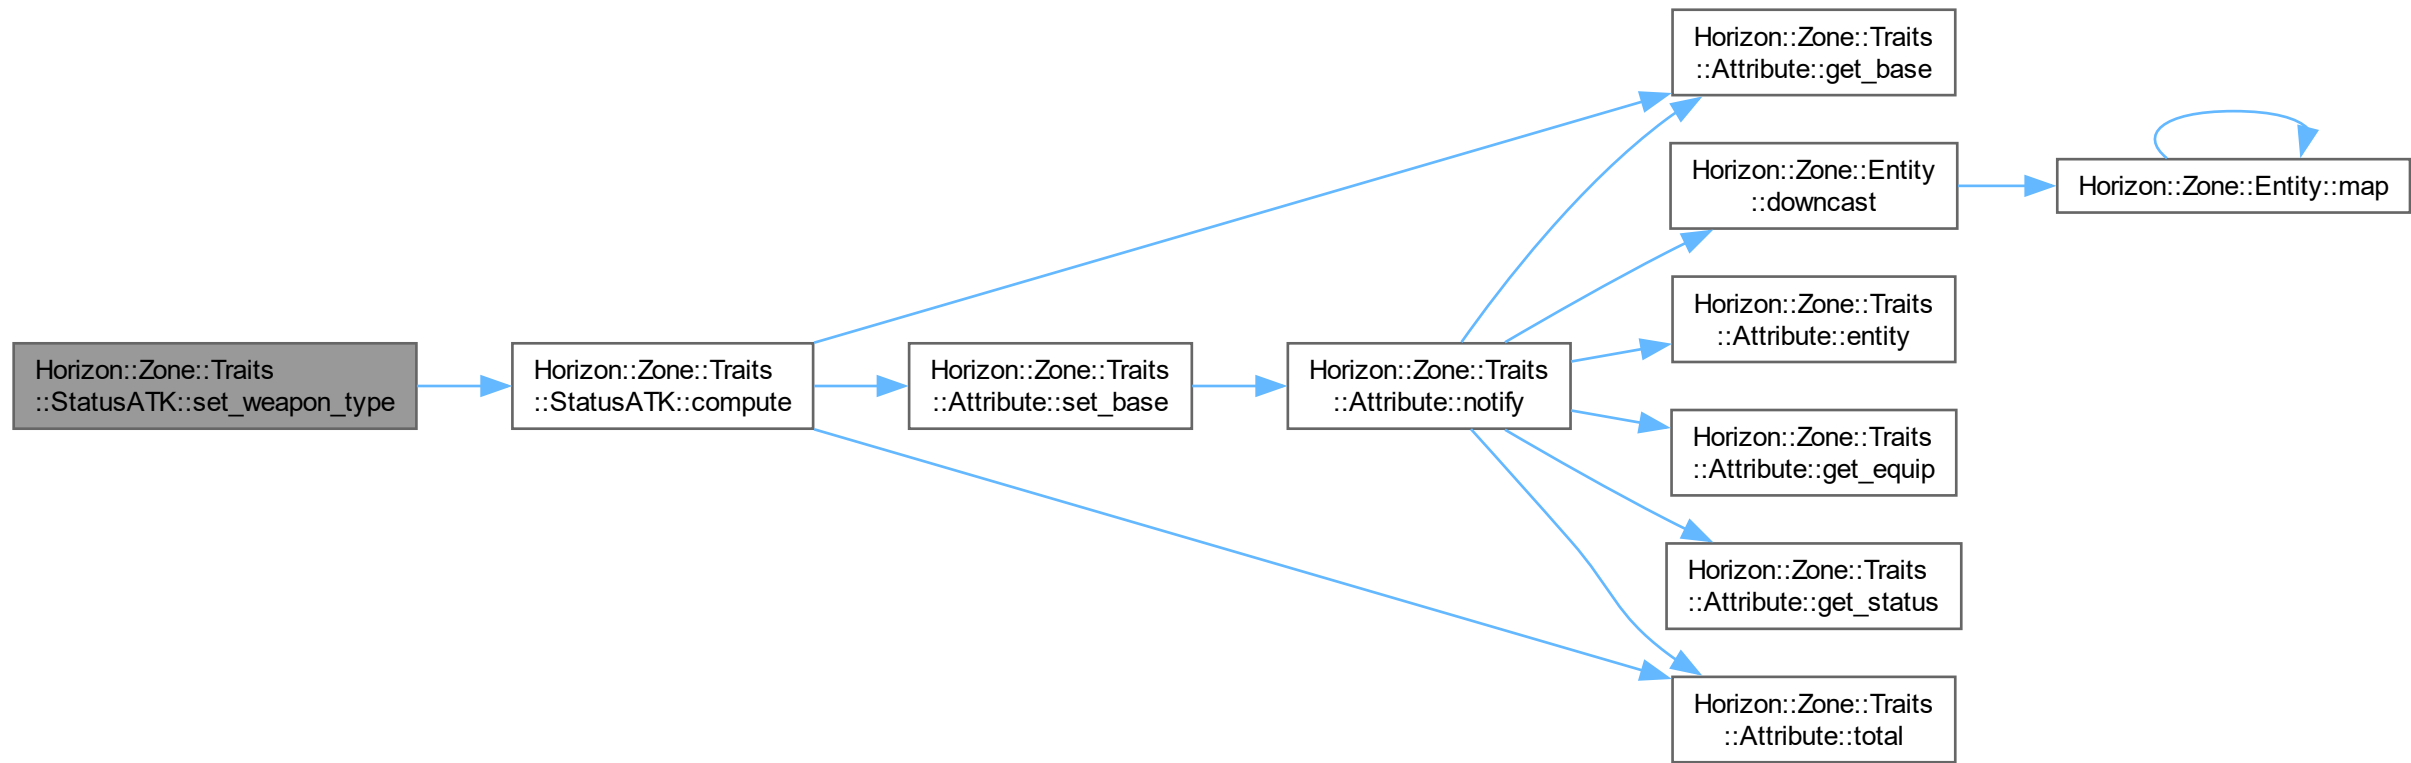 Horizon::Zone::Traits
::StatusATK::set_weapon_type
Horizon::Zone::Traits
::StatusATK::compute
Horizon::Zone::Traits
::Attribute::set_base
Horizon::Zone::Traits
::Attribute::notify
Horizon::Zone::Traits
::Attribute::get_base
Horizon::Zone::Entity
::downcast
Horizon::Zone::Entity::map
Horizon::Zone::Traits
::Attribute::entity
Horizon::Zone::Traits
::Attribute::get_equip
Horizon::Zone::Traits
::Attribute::get_status
Horizon::Zone::Traits
::Attribute::total